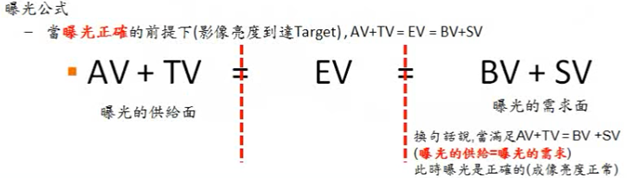 曝光公式
– 當曝光正確的前提下(影像亮度到達Target), AV+TV = EV = BV+SV
▪ AV + TV = EV = BV + SV
曝光的供給面 曝光的需求面
換句話說,當滿足AV+TV = BV +SV
(曝光的供給=曝光的需求)
此時曝光是正確的(成像亮度正常)